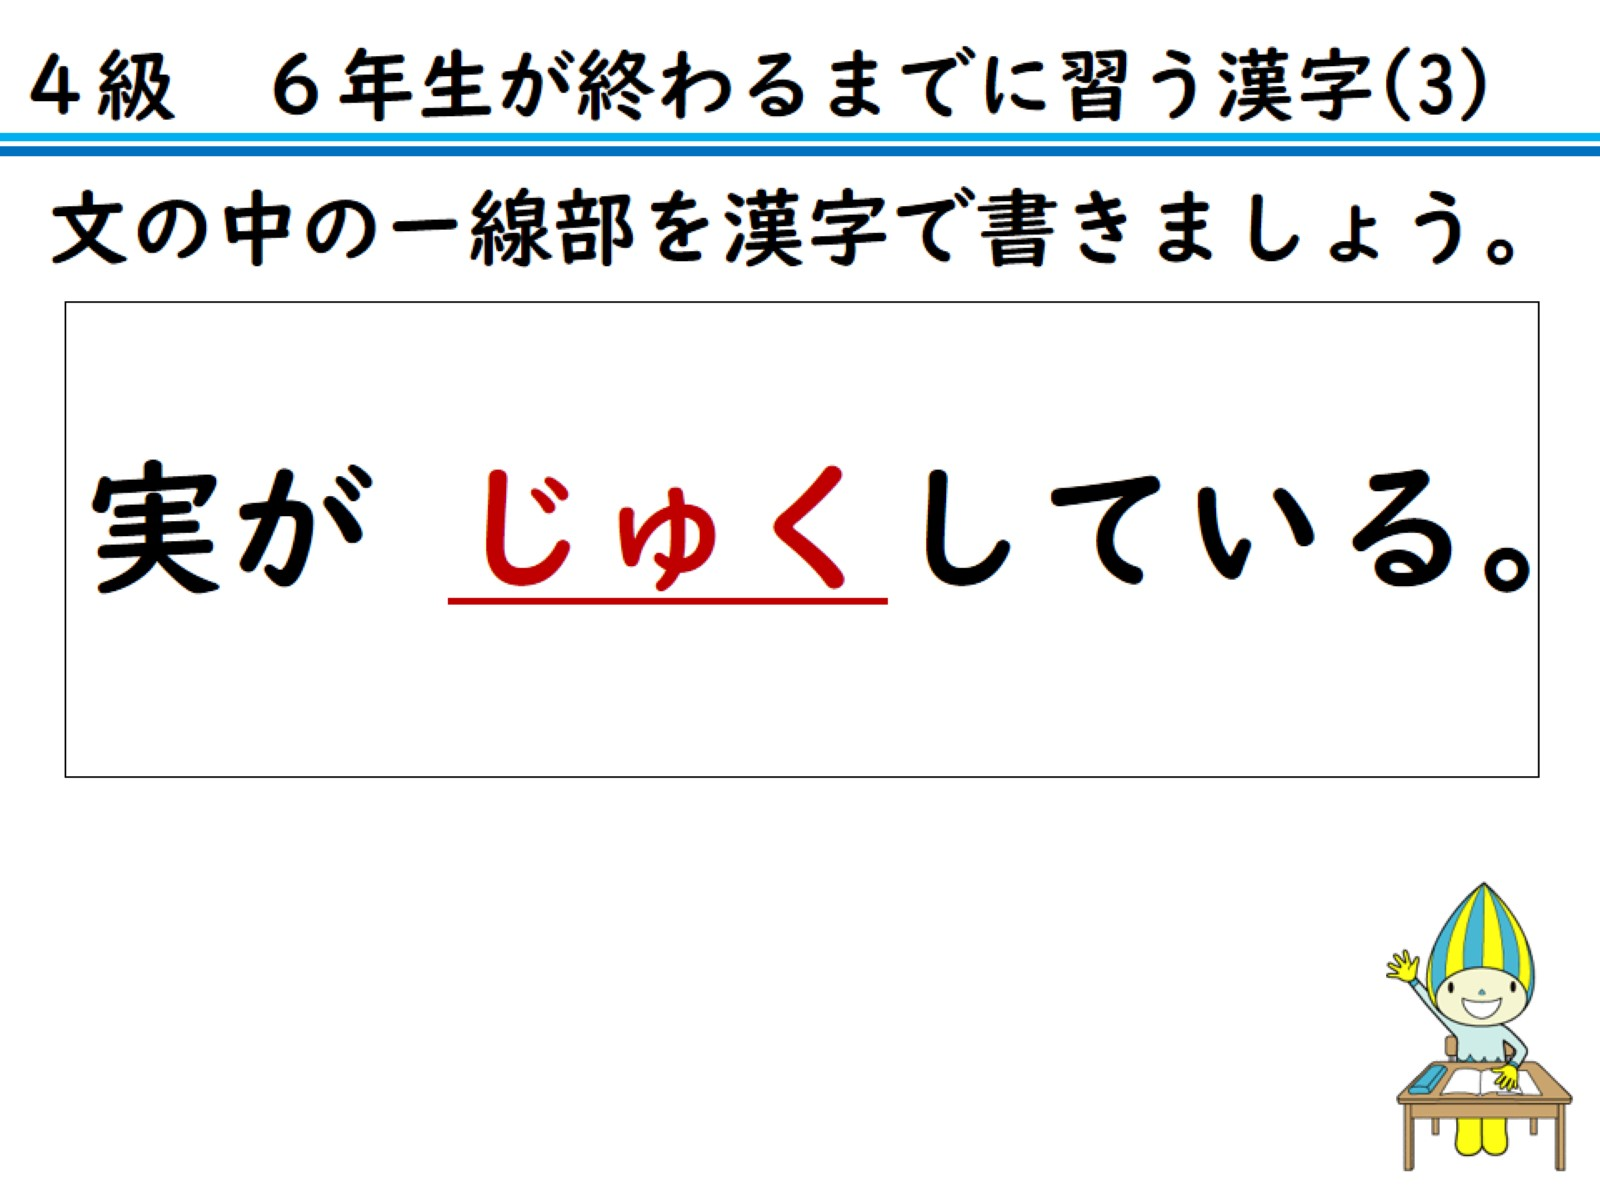 ４級　６年生が終わるまでに習う漢字(3)
文の中の―線部を漢字で書きましょう。
実が じゅくしている。